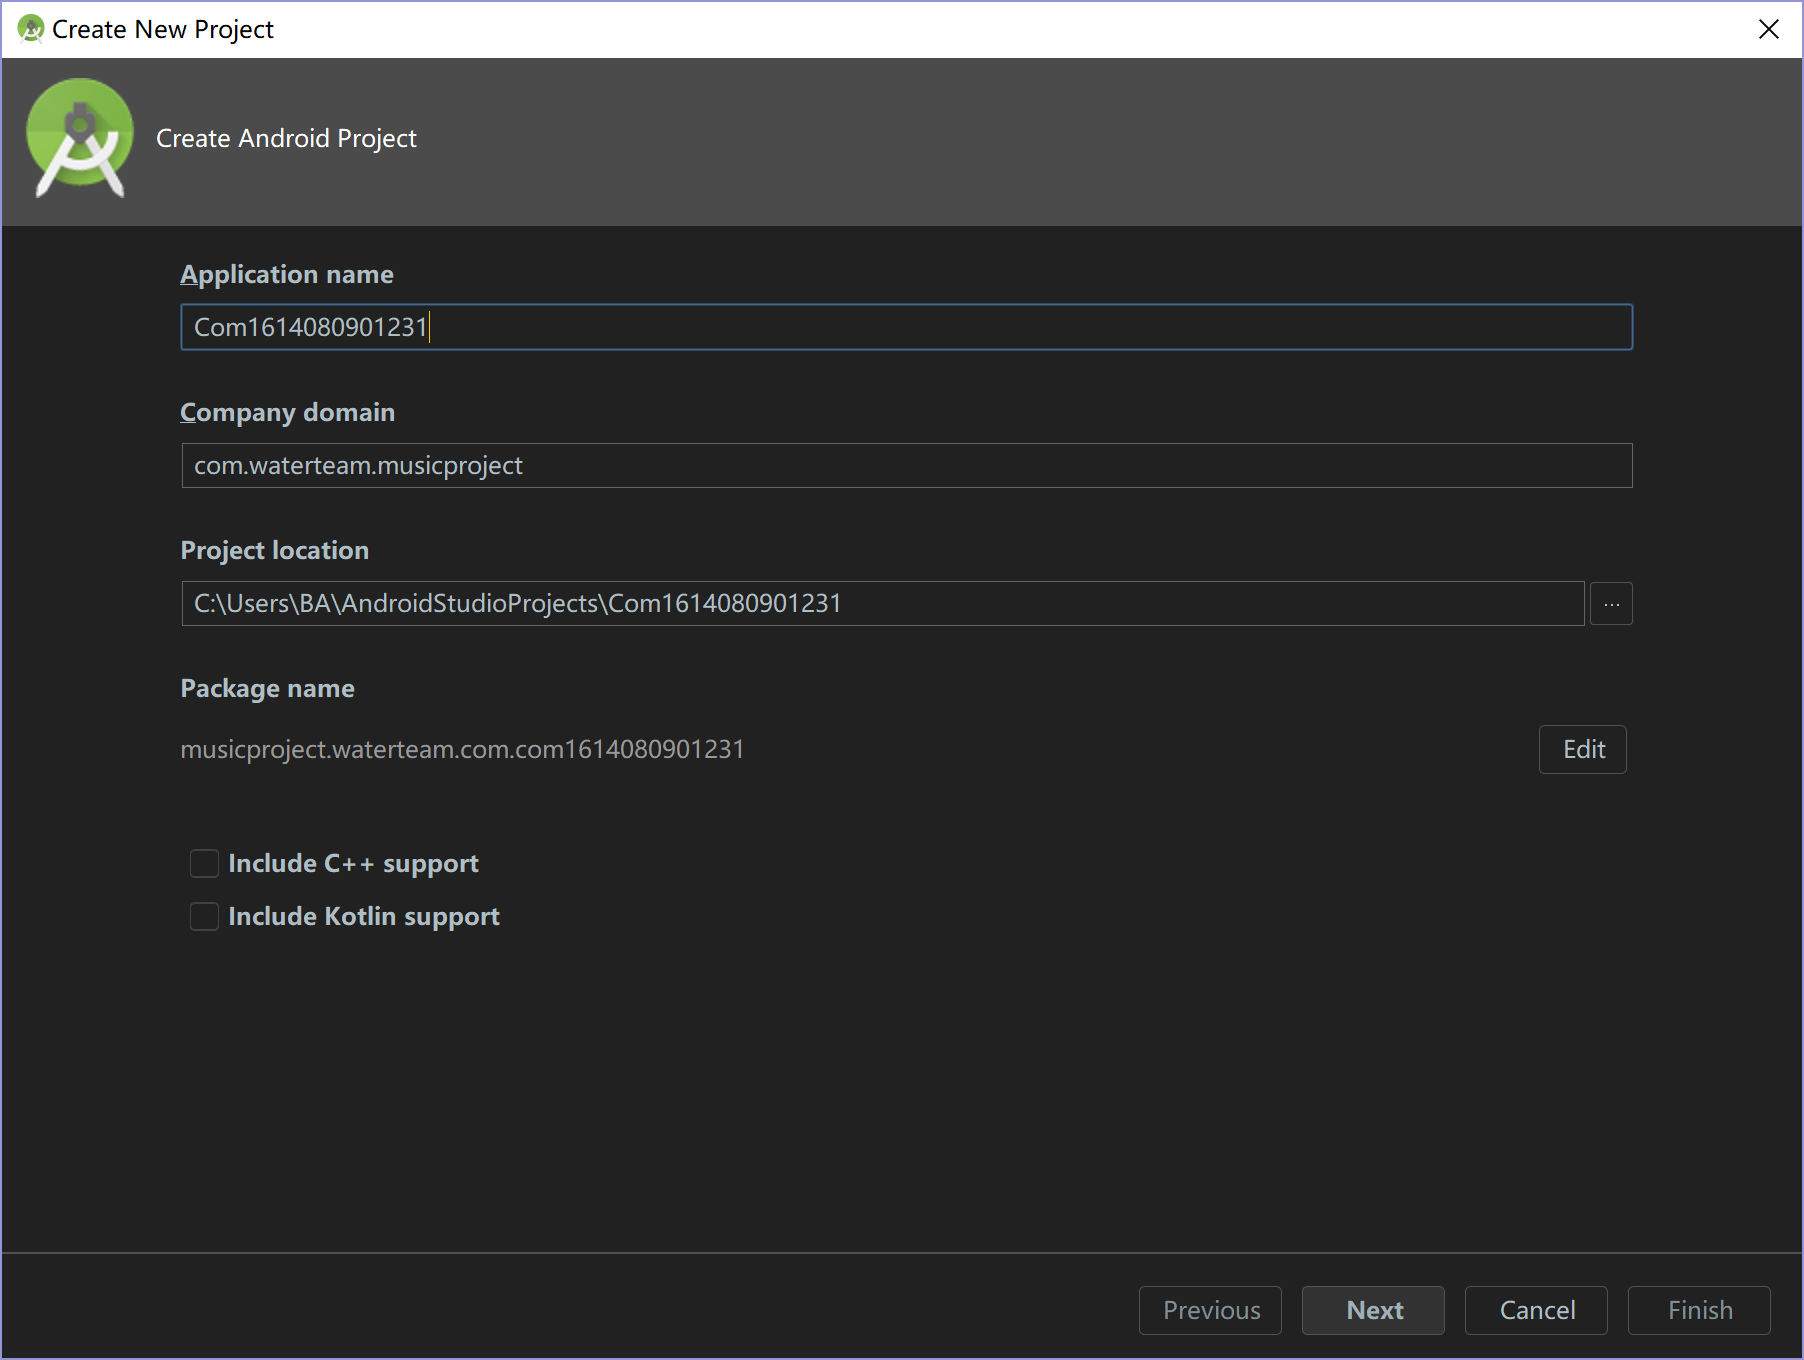 Create New Project
Create Android Project
Application name
Com1614080901231
Company domain
com.waterteam.musicproject
Project location
C:\Users\BA\AndroidStudioProjects\Com1614080901231
...
Package name
musicproject.waterteam.com.com1614080901231
Edit
Include C++ support
Include Kotlin support
Previous
Next
Cancel
Finish